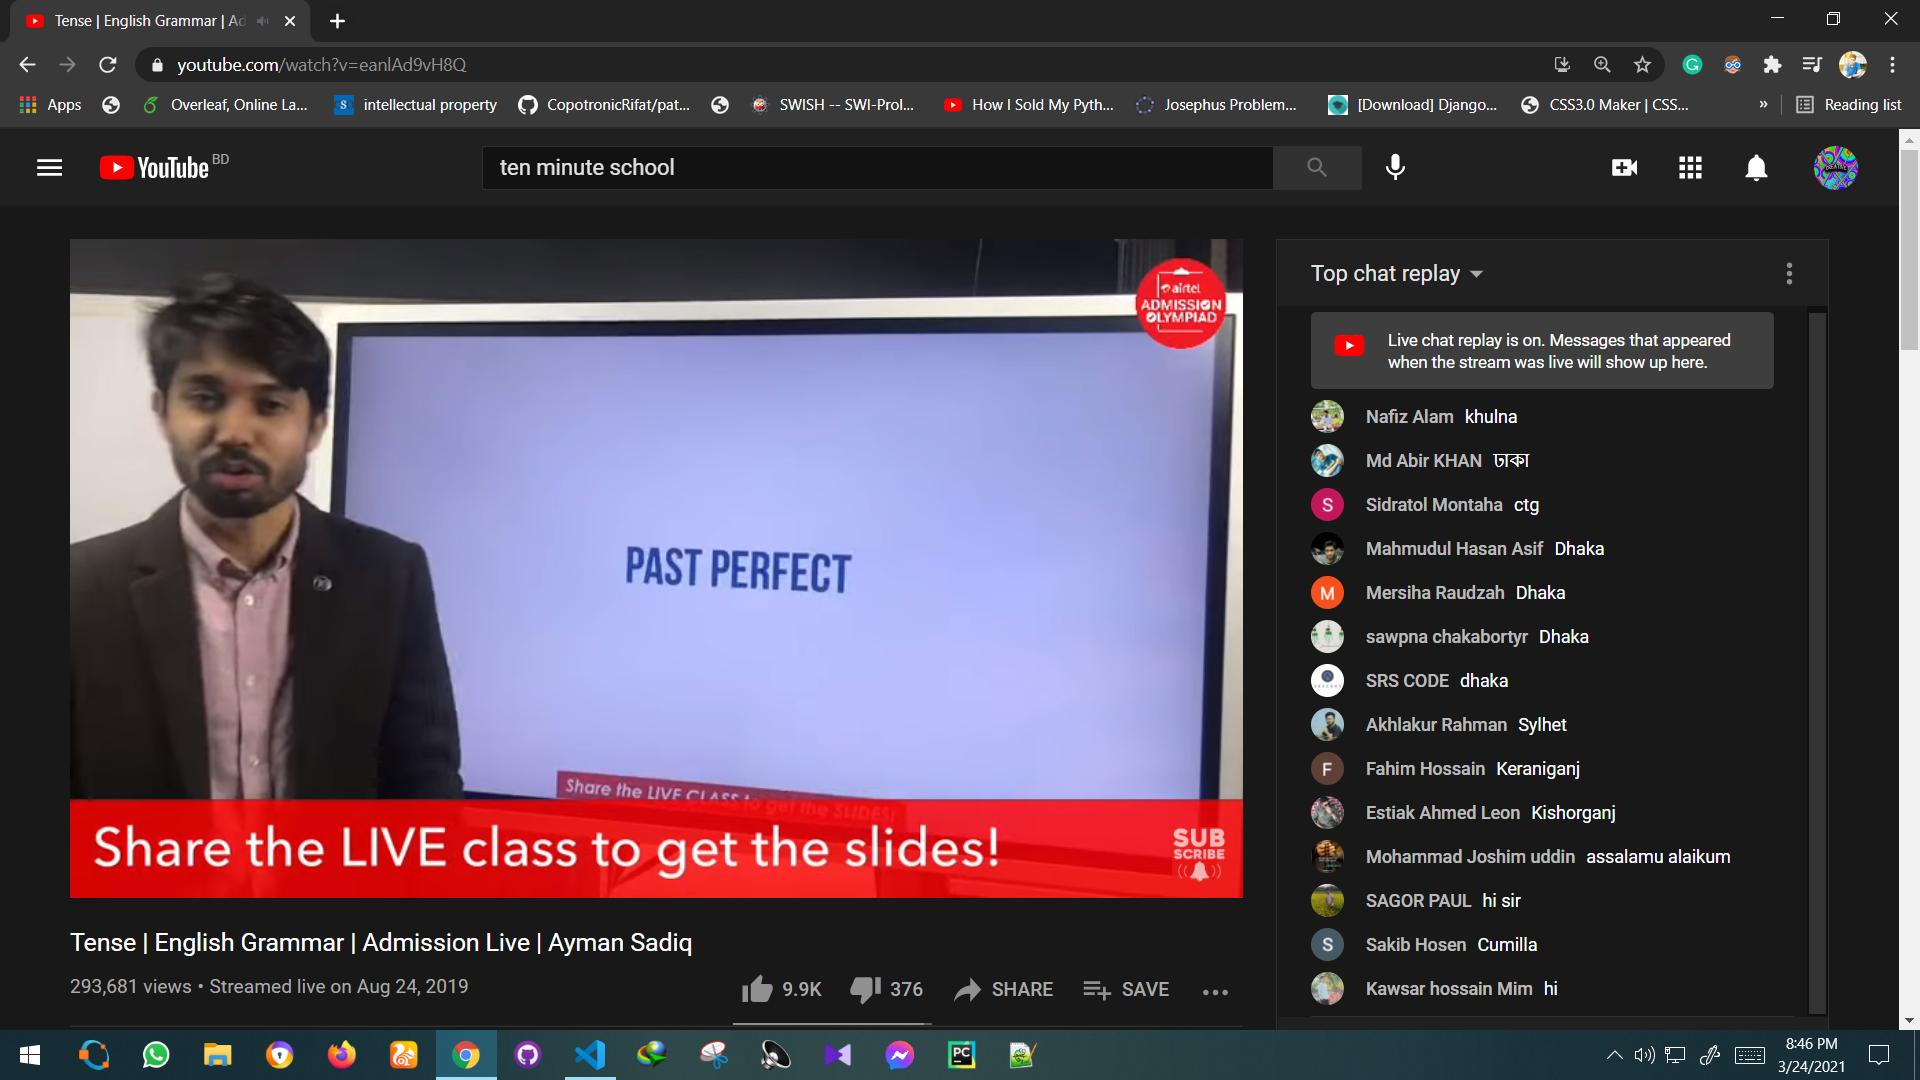 Tense | English Grammar | Ad
youtube.com/watch?v=eanlAd9vH8Q
Apps
Overleaf, Online La...
intellectual property
CopotronicRifat/pat...
SWISH -- SWI-Prol...
How I Sold My Pyth...
Josephus Problem...
[Download] Django...
CSS3.0 Maker | CSS...
»
Reading list
YouTube BD
ten minute school
airtel
ADMISSION
OLYMPIAD
PAST PERFECT
Share the LIVE CLASS to get the SLIDES!
Share the LIVE class to get the slides!
SUB
SCRIBE
Tense | English Grammar | Admission Live | Ayman Sadiq
293,681 views • Streamed live on Aug 24, 2019
9.9K
376
SHARE
SAVE
Top chat replay
Live chat replay is on. Messages that appeared
when the stream was live will show up here.
Nafiz Alam khulna
Md Abir KHAN ঢাকা
S Sidratol Montaha ctg
Mahmudul Hasan Asif Dhaka
M Mersiha Raudzah Dhaka
sawpna chakabortyr Dhaka
SRS CODE dhaka
Akhlakur Rahman Sylhet
F Fahim Hossain Keraniganj
Estiak Ahmed Leon Kishorganj
Mohammad Joshim uddin assalamu alaikum
SAGOR PAUL hi sir
S Sakib Hosen Cumilla
Kawsar hossain Mim hi
PC
8:46 PM
3/24/2021